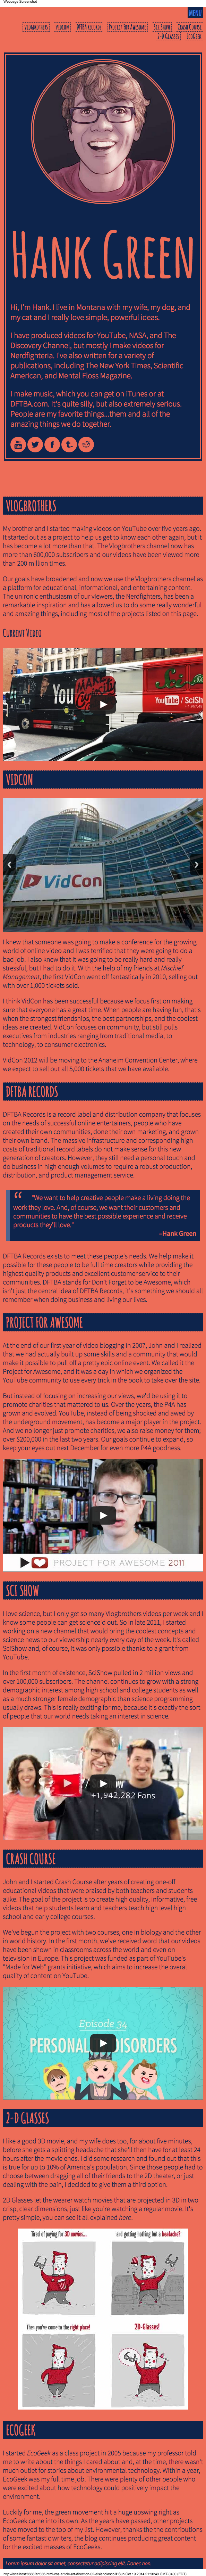 Webpage Screenshot
MENU
VLOGBROTHERS VIDCON DFTBA RECORDS PROJECT FOR AWESOME SCI SHOW CRASH COURSE
2-D GLASSES ECOGEEK
HANK GREEN
Hi, I'm Hank. I live in Montana with my wife, my dog, and
my cat and I really love simple, powerful ideas.
I have produced videos for YouTube, NASA, and The
Discovery Channel, but mostly I make videos for
Nerdfighteria. I've also written for a variety of
publications, including The New York Times, Scientific
American, and Mental Floss Magazine.
I make music, which you can get on iTunes or at
DFTBA.com. It's quite silly, but also extremely serious.
People are my favorite things...them and all of the
amazing things we do together.
VLOGBROTHERS
My brother and I started making videos on YouTube over five years ago.
It started out as a project to help us get to know each other again, but it
has become a lot more than that. The Vlogbrothers channel now has
more than 600,000 subscribers and our videos have been viewed more
than 200 million times.
Our goals have broadened and now we use the Vlogbrothers channel as
a platform for educational, informational, and entertaining content.
The chronic enthusiasm of our viewers, the Nerdfighters, has been a
remarkable inspiration and has allowed us to do some really wonderful
and amazing things, including most of the projects listed on this page.
CURRENT VIDEO
YOU
YouTube SciSh
VIDCON
VidCon
I knew that someone was going to make a conference for the growing
world of online video and I was terrified that they were going to do a
bad job. I also knew that it was going to be really hard and really
stressful, but I had to do it. With the help of my friends at Mischief
Management, the first VidCon went off fantastically in 2010, selling out
with over 1,000 tickets sold.
I think VidCon has been successful because we focus first on making
sure that everyone has a great time. When people are having fun, that's
when the strongest friendships, the best partnerships, and the coolest
ideas are created. VidCon focuses on community, but still pulls
executives from industries ranging from traditional media, to
technology, to consumer electronics.
VidCon 2012 will be moving to the Anaheim Convention Center, where
we expect to sell out all 5,000 tickets that we have available.
DFTBA RECORDS
DFTBA Records is a record label and distribution company that focuses
on the needs of successful online entertainers, people who have
created their own communities, done their own marketing, and grown
their own brand. The massive infrastructure and corresponding high
costs of traditional record labels do not make sense for this new
generation of creators. However, they still need a personal touch and
do business in high enough volumes to require a robust production,
distribution, and product management service.
“ "We want to help creative people make a living doing the
work they love. And, of course, we want their customers and
communities to have the best possible experience and receive
products they'll love."
–Hank Green
DFTBA Records exists to meet these people's needs. We help make it
possible for these people to be full time creators while providing the
highest quality products and excellent customer service to their
communities. DFTBA stands for Don't Forget to be Awesome, which
isn't just the central idea of DFTBA Records, it's something we should all
remember when doing business and living our lives.
PROJECT FOR AWESOME
At the end of our first year of video blogging in 2007, John and I realized
that we had actually built up some skills and a community that would
make it possible to pull off a pretty epic online event. We called it the
Project for Awesome, and it was a day in which we organized the
YouTube community to use every trick in the book to take over the site.
But instead of focusing on increasing our views, we'd be using it to
promote charities that mattered to us. Over the years, the P4A has
grown and evolved. YouTube, instead of being shocked and awed by
the underground movement, has become a major player in the project.
And we no longer just promote charities, we also raise money for them;
over $200,000 in the last two years. Our goals continue to expand, so
keep your eyes out next December for even more P4A goodness.
PROJECT FOR AWESOME 2011
SCI SHOW
I love science, but I only get so many Vlogbrothers videos per week and I
know some people can get science'd out. So in late 2011, I started
working on a new channel that would bring the coolest concepts and
science news to our viewership nearly every day of the week. It's called
SciShow and, of course, it was only possible thanks to a grant from
YouTube.
In the first month of existence, SciShow pulled in 2 million views and
over 100,000 subscribers. The channel continues to grow with a strong
demographic interest among high school and college students as well
as a much stronger female demographic than science programming
usually draws. This is really exciting for me, because it's exactly the sort
of people that our world needs taking an interest in science.
+1,942,282 Fans
CRASH COURSE
John and I started Crash Course after years of creating one-off
educational videos that were praised by both teachers and students
alike. The goal of the project is to create high quality, informative, free
videos that help students learn and teachers teach high level high
school and early college courses.
We've begun the project with two courses, one in biology and the other
in world history. In the first month, we've received word that our videos
have been shown in classrooms across the world and even on
television in Europe. This project was funded as part of YouTube's
"Made for Web" grants initiative, which aims to increase the overal
quality of content on YouTube.
Episode 34
PERSONALITY DISORDERS
2-D GLASSES
I like a good 3D movie, and my wife does too, for about five minutes,
before she gets a splitting headache that she'll then have for at least 24
hours after the movie ends. I did some research and found out that this
is true for up to 10% of America's population. Since those people had to
choose between dragging all of their friends to the 2D theater, or just
dealing with the pain, I decided to give them a third option.
2D Glasses let the wearer watch movies that are projected in 3D in two
crisp, clear dimensions, just like you're watching a regular movie. It's
pretty simple, you can see it all explained here.
Tired of paying for 3D movies... and getting nothing but a headache?
Then you've come to the right place! 2D-Glasses!
ECOGEEK
I started EcoGeek as a class project in 2005 because my professor told
me to write about the things I cared about and, at the time, there wasn't
much outlet for stories about environmental technology. Within a year,
EcoGeek was my full time job. There were plenty of other people who
were excited about how technology could positively impact the
environment.
Luckily for me, the green movement hit a huge upswing right as
EcoGeek came into its own. As the years have passed, other projects
have moved to the top of my list. However, thanks the the contributions
of some fantastic writers, the blog continues producing great content
for the excited masses of EcoGeeks.
Lorem ipsum dolor sit amet, consectetur adipiscing elit. Donec non.